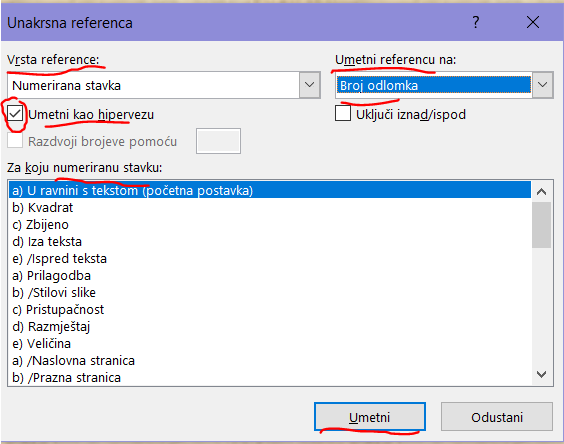 Unakrsna referenca
Vrsta reference:
Umetni referencu na:
Numerirana stavka
Broj odlomka
Umetni kao hipervezu
Uključi iznad/ispod
Razdvoji brojeve pomoću
Za koju numeriranu stavku:
a) U ravnini s tekstom (početna postavka)
b) Kvadrat
c) Zbijeno
d) Iza teksta
e) /Ispred teksta
a) Prilagodba
b) /Stilovi slike
c) Pristupačnost
d) Razmještaj
e) Veličina
a) /Naslovna stranica
b) /Prazna stranica
Umetni
Odustani